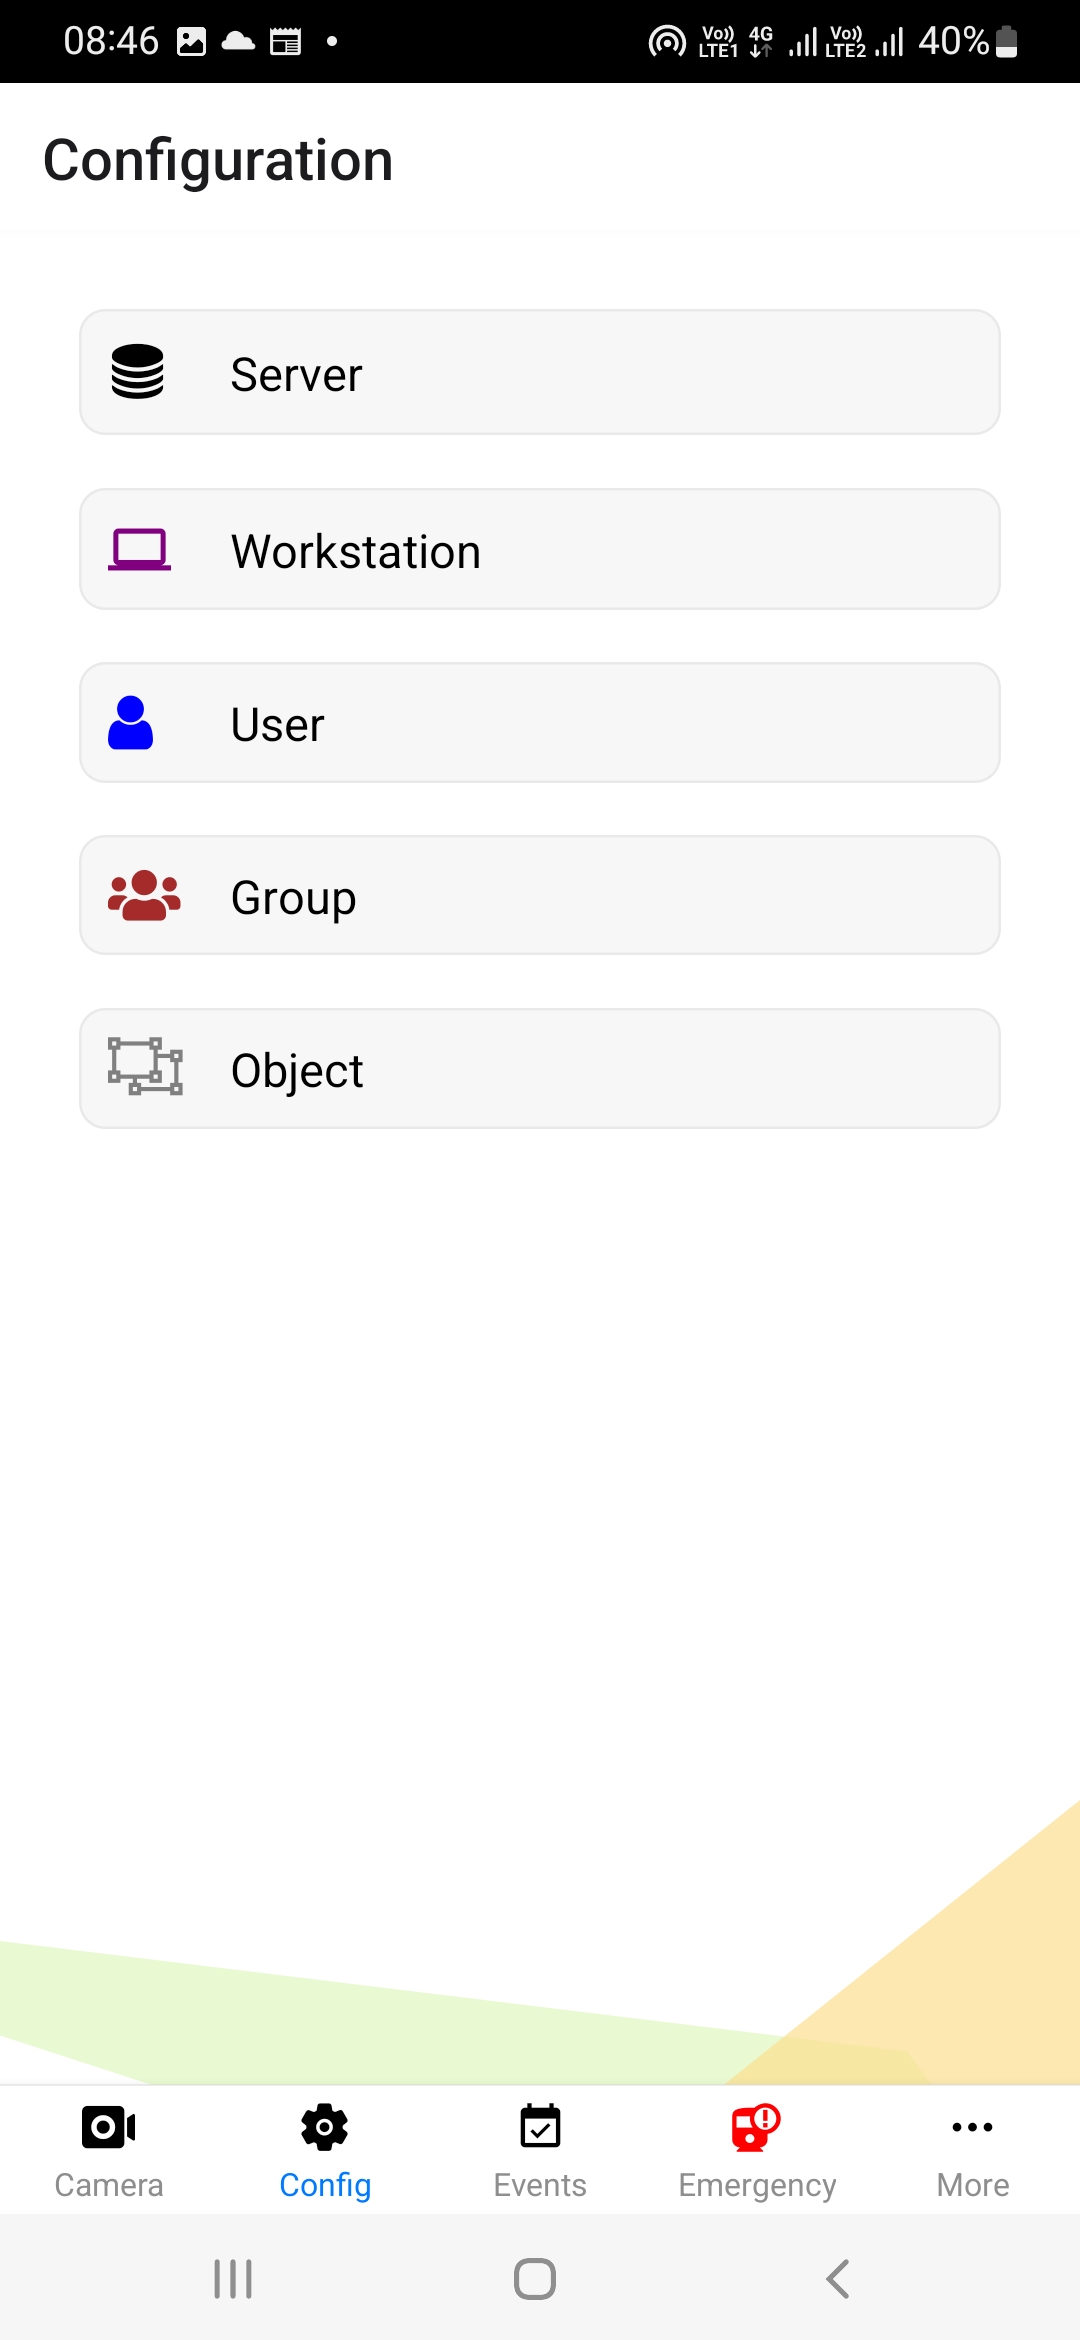 08:46
Vo)) LTE1 4G Vo)) LTE2 40%
Configuration
Server
Workstation
User
Group
Object
Camera Config Events Emergency More